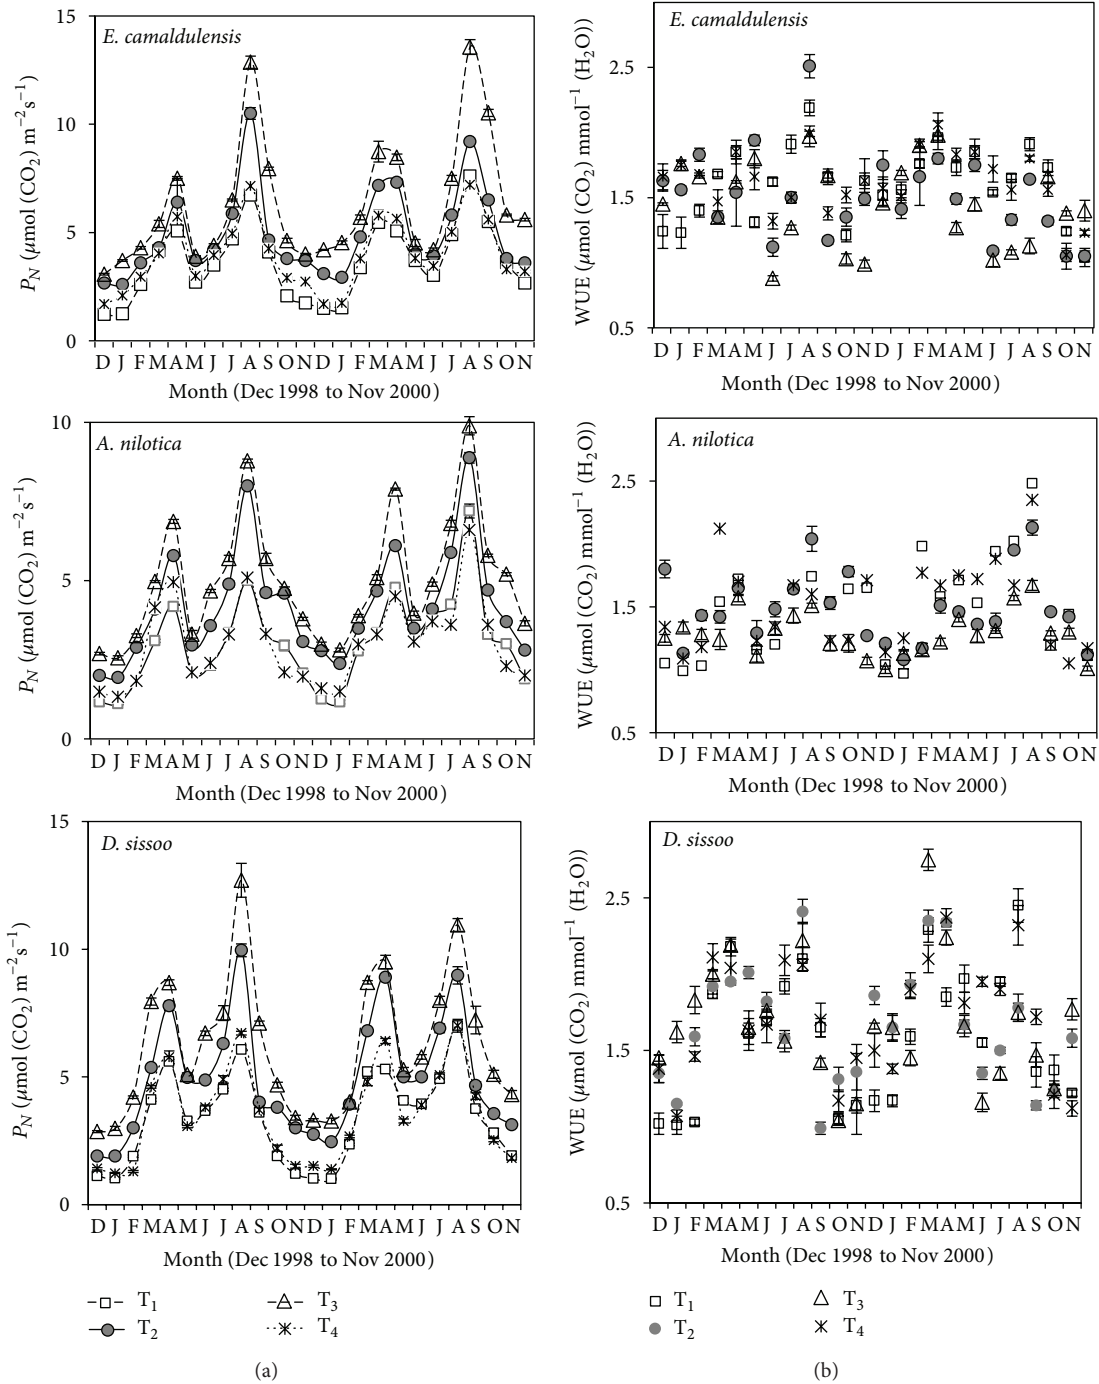 E. camaldulensis
15
10
5
0
P_N (μmol (CO₂) m⁻² s⁻¹)
D J F M A M J J A S O N D J F M A M J J A S O N
Month (Dec 1998 to Nov 2000)
E. camaldulensis
2.5
1.5
0.5
WUE (μmol (CO₂) mmol⁻¹ (H₂O))
D J F M A M J J A S O N D J F M A M J J A S O N
Month (Dec 1998 to Nov 2000)
A. nilotica
10
5
0
P_N (μmol (CO₂) m⁻² s⁻¹)
D J F M A M J J A S O N D J F M A M J J A S O N
Month (Dec 1998 to Nov 2000)
A. nilotica
2.5
1.5
0.5
WUE (μmol (CO₂) mmol⁻¹ (H₂O))
D J F M A M J J A S O N D J F M A M J J A S O N
Month (Dec 1998 to Nov 2000)
D. sissoo
15
10
5
0
P_N (μmol (CO₂) m⁻² s⁻¹)
D J F M A M J J A S O N D J F M A M J J A S O N
Month (Dec 1998 to Nov 2000)
T₁
T₃
T₂
T₄
(a)
D. sissoo
2.5
1.5
0.5
WUE (μmol (CO₂) mmol⁻¹ (H₂O))
D J F M A M J J A S O N D J F M A M J J A S O N
Month (Dec 1998 to Nov 2000)
T₁
T₃
T₂
T₄
(b)